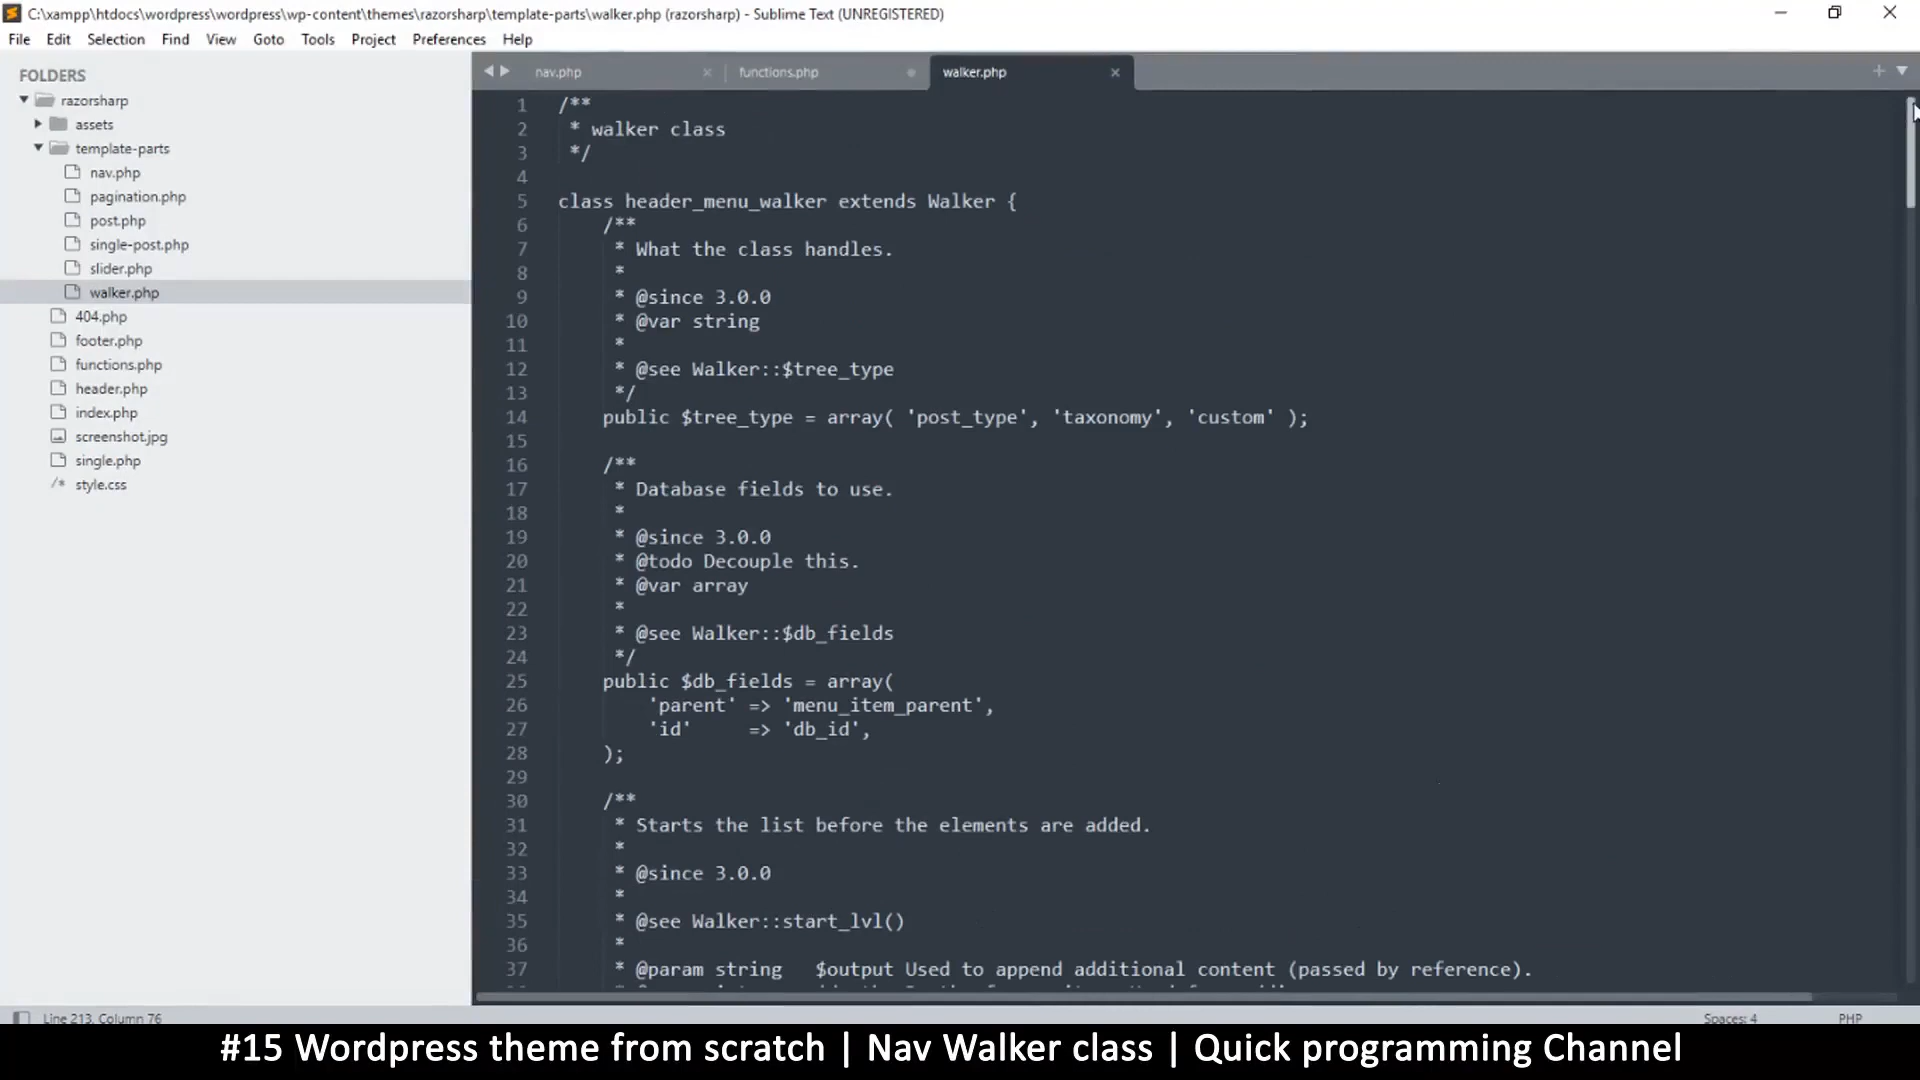 C:\xampp\htdocs\wordpress\wordpress\wp-content\themes\razorsharp\template-parts\walker.php (razorsharp) - Sublime Text (UNREGISTERED)
File Edit Selection Find View Goto Tools Project Preferences Help
FOLDERS
razorsharp
assets
template-parts
nav.php
pagination.php
post.php
single-post.php
slider.php
walker.php
404.php
footer.php
functions.php
header.php
index.php
screenshot.jpg
single.php
/* style.css
nav.php functions.php walker.php
1 /**
2 * walker class
3 */
4
5 class header_menu_walker extends Walker {
6 /**
7 * What the class handles.
8 *
9 * @since 3.0.0
10 * @var string
11 *
12 * @see Walker::$tree_type
13 */
14 public $tree_type = array( 'post_type', 'taxonomy', 'custom' );
15
16 /**
17 * Database fields to use.
18 *
19 * @since 3.0.0
20 * @todo Decouple this.
21 * @var array
22 *
23 * @see Walker::$db_fields
24 */
25 public $db_fields = array(
26 'parent' => 'menu_item_parent',
27 'id' => 'db_id',
28 );
29
30 /**
31 * Starts the list before the elements are added.
32 *
33 * @since 3.0.0
34 *
35 * @see Walker::start_lvl()
36 *
37 * @param string $output Used to append additional content (passed by reference).
Line 213, Column 76 Spaces: 4 PHP
#15 Wordpress theme from scratch | Nav Walker class | Quick programming Channel